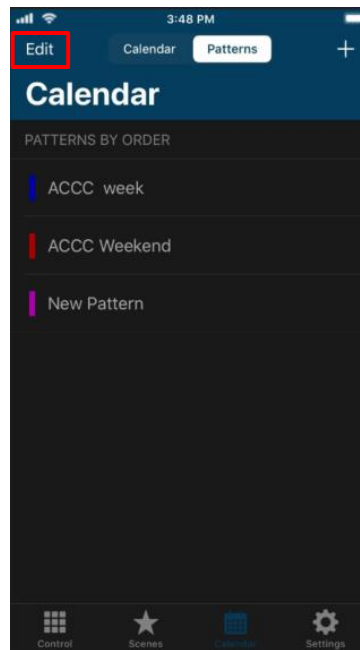 3:48 PM
Edit Calendar Patterns +
Calendar
PATTERNS BY ORDER
ACCC week
ACCC Weekend
New Pattern
Control Scenes Calendar Settings